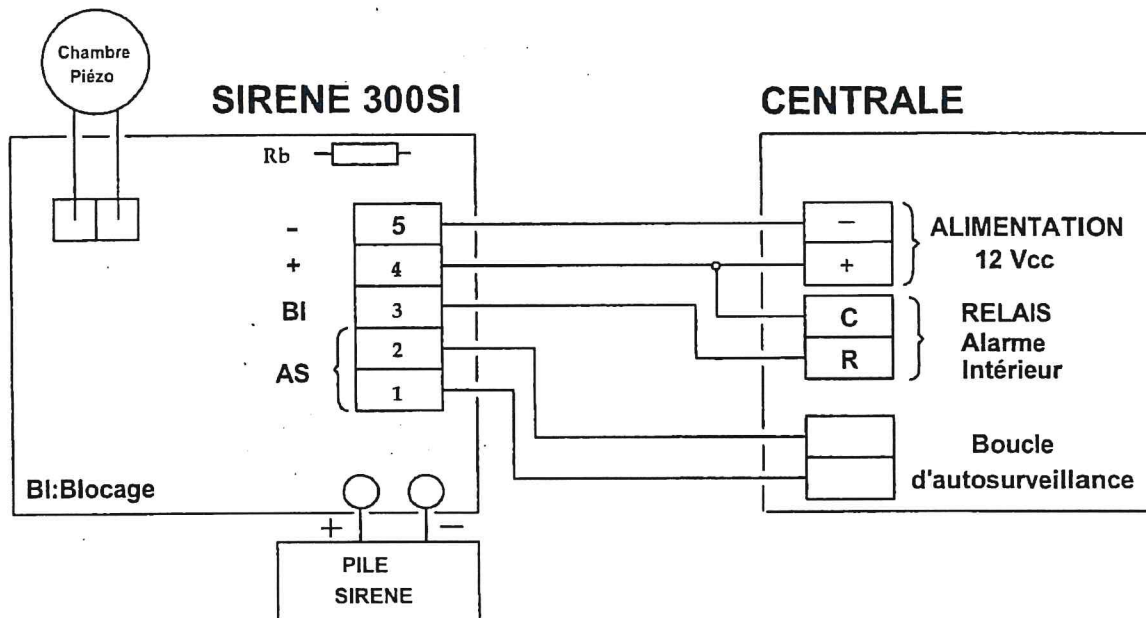 Chambre
Piézo
SIRENE 300SI
CENTRALE
Rb
- 5
+ 4
BI 3
AS 2
1
BI:Blocage
+ −
PILE
SIRENE
−
+
ALIMENTATION
12 Vcc
C
R
RELAIS
Alarme
Intérieur
Boucle
d'autosurveillance